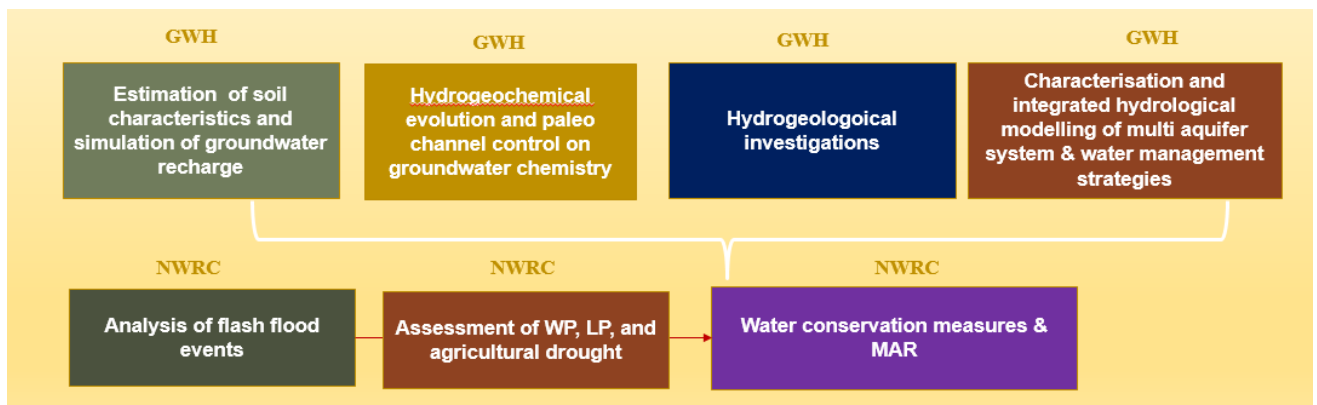 GWH
Estimation of soil
characteristics and
simulation of groundwater
recharge
GWH
Hydrogeochemical
evolution and paleo
channel control on
groundwater chemistry
GWH
Hydrogeologoical
investigations
GWH
Characterisation and
integrated hydrological
modelling of multi aquifer
system & water management
strategies
NWRC
Analysis of flash flood
events
NWRC
Assessment of WP, LP, and
agricultural drought
NWRC
Water conservation measures &
MAR